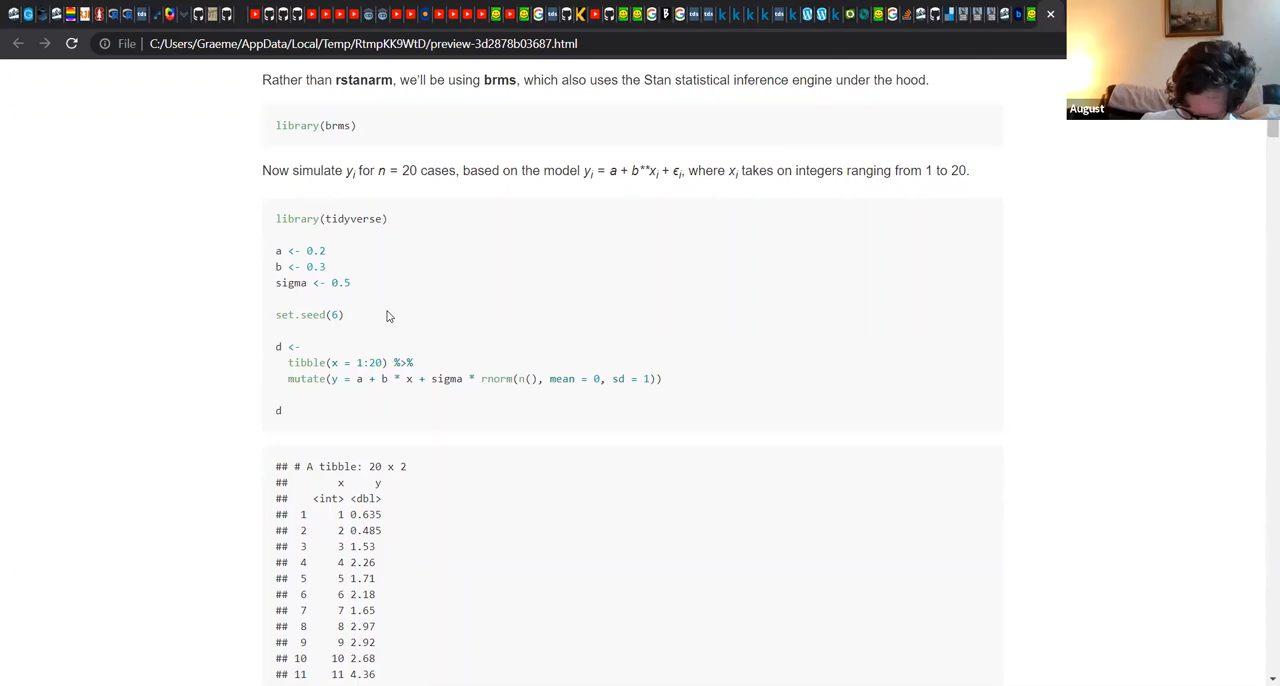 File | C:/Users/Graeme/AppData/Local/Temp/RtmpKK9WtD/preview-3d2878b03687.html
August
Rather than rstanarm, we’ll be using brms, which also uses the Stan statistical inference engine under the hood.
library(brms)
Now simulate yi for n = 20 cases, based on the model yi = a + b**xi + ϵi, where xi takes on integers ranging from 1 to 20.
library(tidyverse)
a <- 0.2
b <- 0.3
sigma <- 0.5
set.seed(6)
d <-
tibble(x = 1:20) %>%
mutate(y = a + b * x + sigma * rnorm(n(), mean = 0, sd = 1))
d
## # A tibble: 20 x 2
## x y
## <int> <dbl>
## 1 1 0.635
## 2 2 0.485
## 3 3 1.53
## 4 4 2.26
## 5 5 1.71
## 6 6 2.18
## 7 7 1.65
## 8 8 2.97
## 9 9 2.92
## 10 10 2.68
## 11 11 4.36